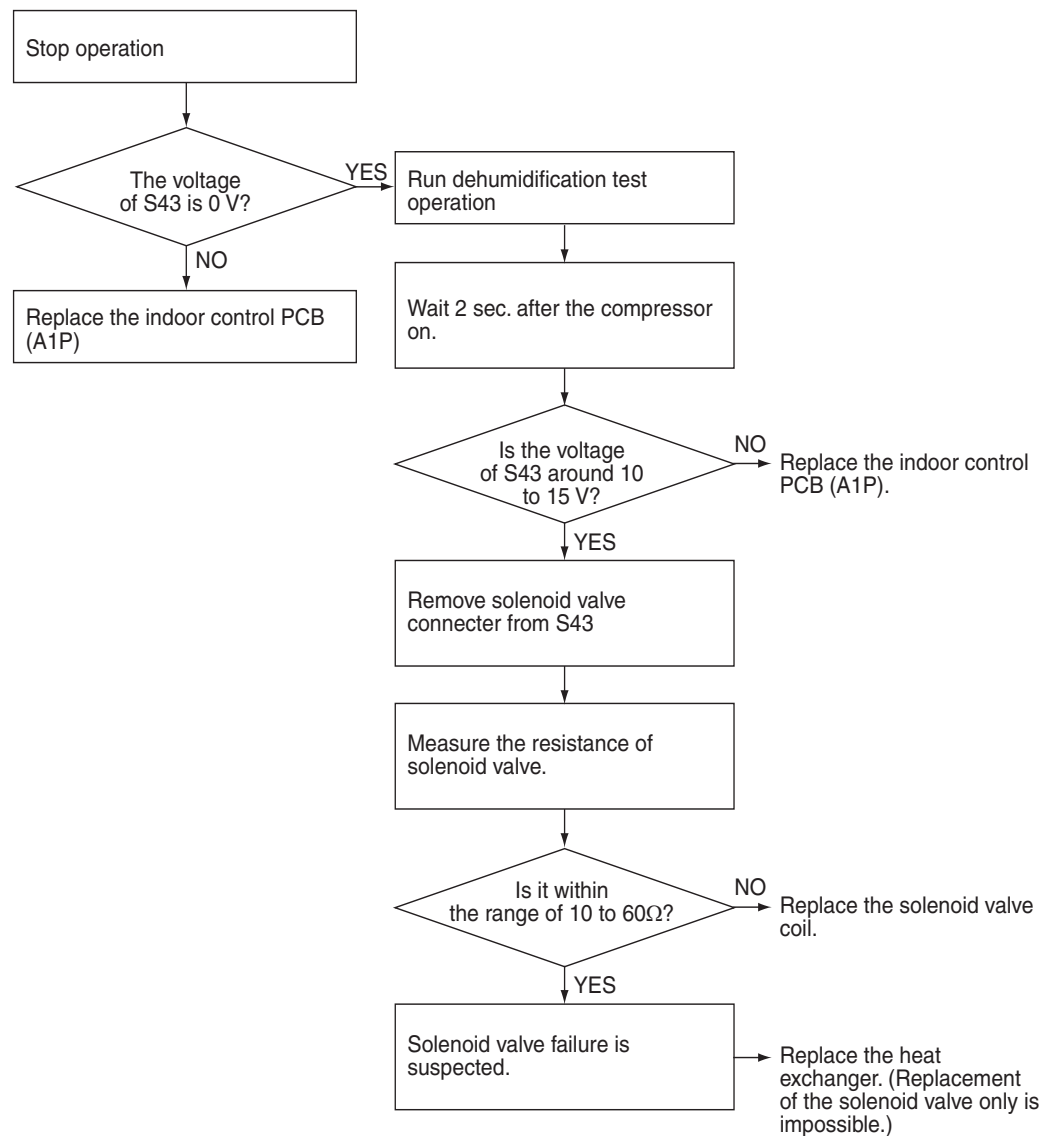 Stop operation
The voltage
of S43 is 0 V?
YES
Run dehumidification test
operation
NO
Replace the indoor control PCB
(A1P)
Wait 2 sec. after the compressor
on.
Is the voltage
of S43 around 10
to 15 V?
NO
Replace the indoor control
PCB (A1P).
YES
Remove solenoid valve
connecter from S43
Measure the resistance of
solenoid valve.
Is it within
the range of 10 to 60Ω?
NO
Replace the solenoid valve
coil.
YES
Solenoid valve failure is
suspected.
Replace the heat
exchanger. (Replacement
of the solenoid valve only is
impossible.)